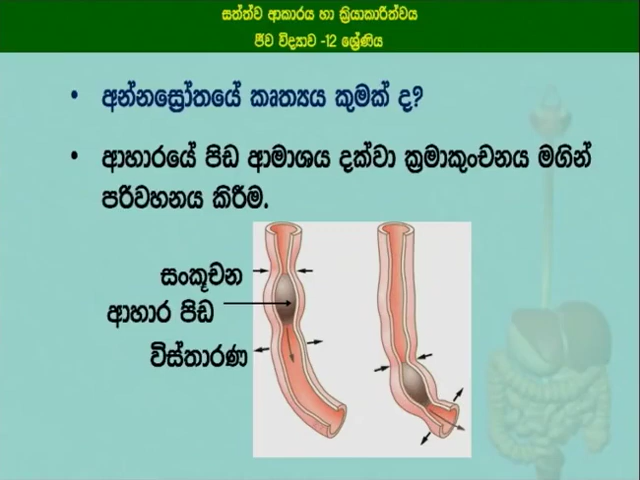 සත්ත්ව ආකාරය හා ක්‍රියාකාරීත්වය
ජීව විද්‍යාව -12 ශ්‍රේණිය
• අන්නස්‍රෝතයේ කෘත්‍යය කුමක් ද?
• ආහාරයේ පිඩ ආමාශය දක්වා ක්‍රමාකුංචනය මගින්
පරිවහනය කිරීම.
සංකූචන
ආහාර පිඩ
විස්තාරණ